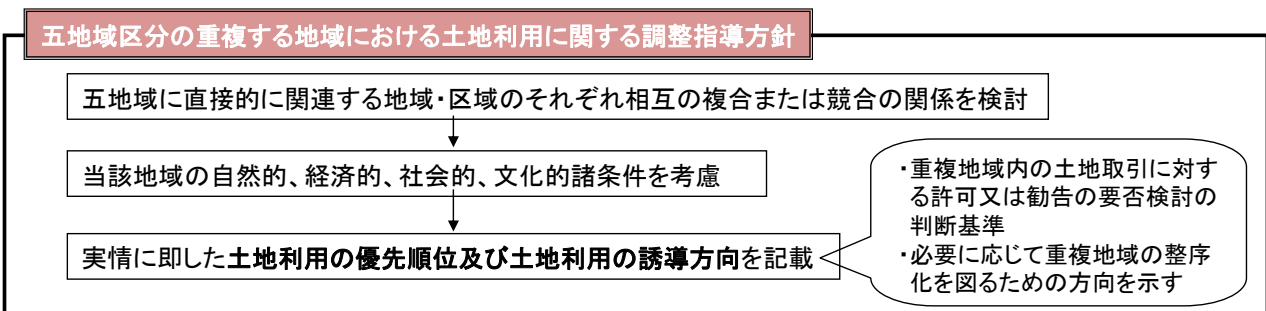 五地域区分の重複する地域における土地利用に関する調整指導方針
五地域に直接的に関連する地域・区域のそれぞれ相互の複合または競合の関係を検討
当該地域の自然的、経済的、社会的、文化的諸条件を考慮
実情に即した土地利用の優先順位及び土地利用の誘導方向を記載
・重複地域内の土地取引に対す
る許可又は勧告の要否検討の
判断基準
・必要に応じて重複地域の整序
化を図るための方向を示す